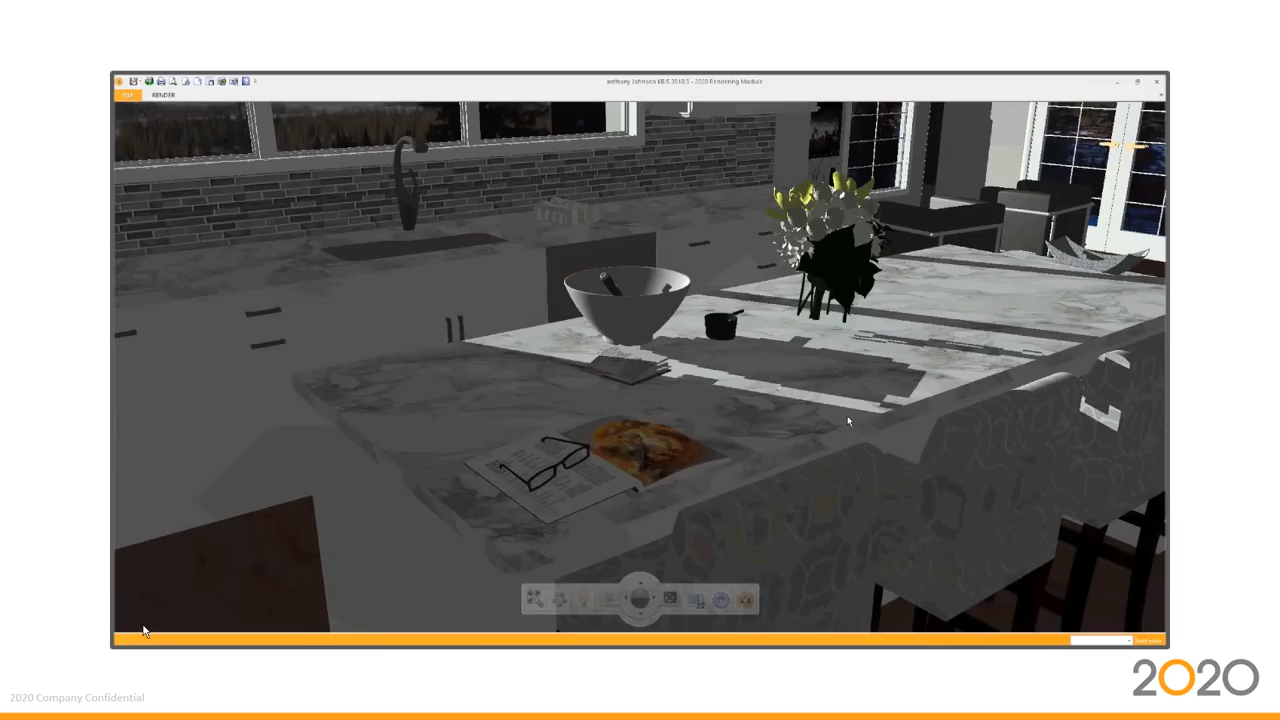 anthony Johnson KB/S 2018:5 - 2020 Rendering Module
FILE
RENDER
2020
2020 Company Confidential